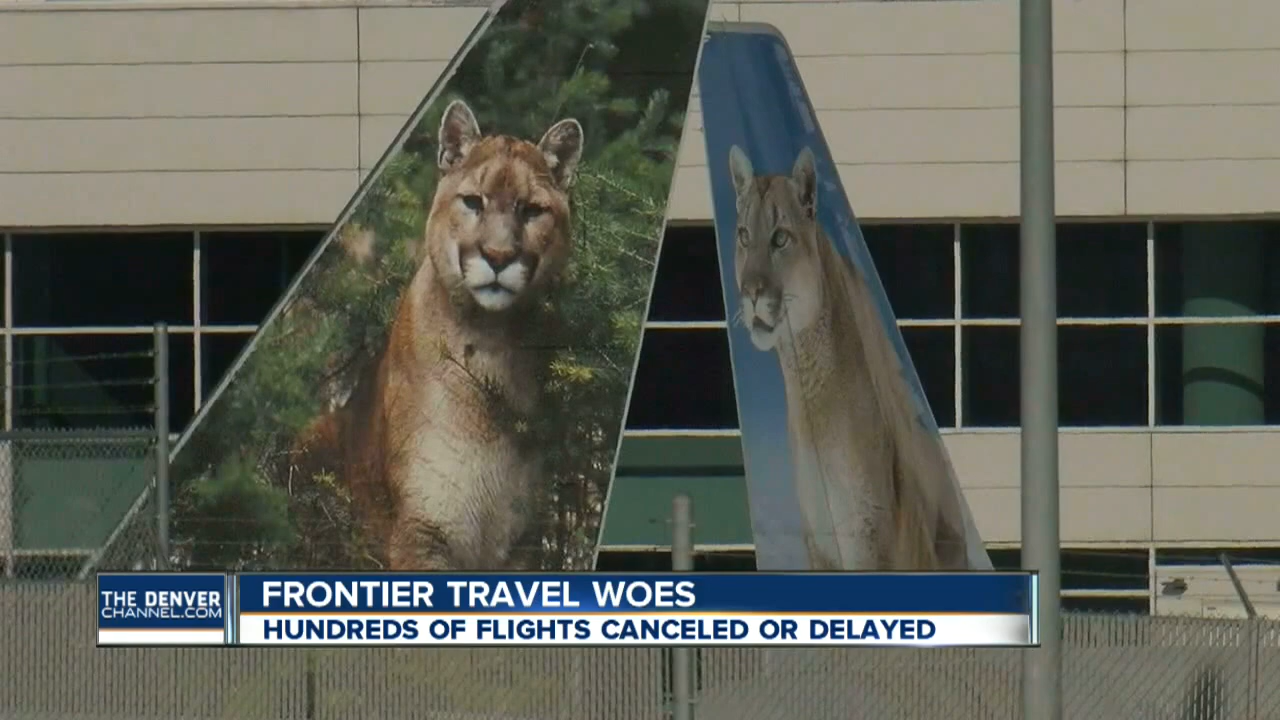 THE DENVER
CHANNEL.COM
FRONTIER TRAVEL WOES
HUNDREDS OF FLIGHTS CANCELED OR DELAYED